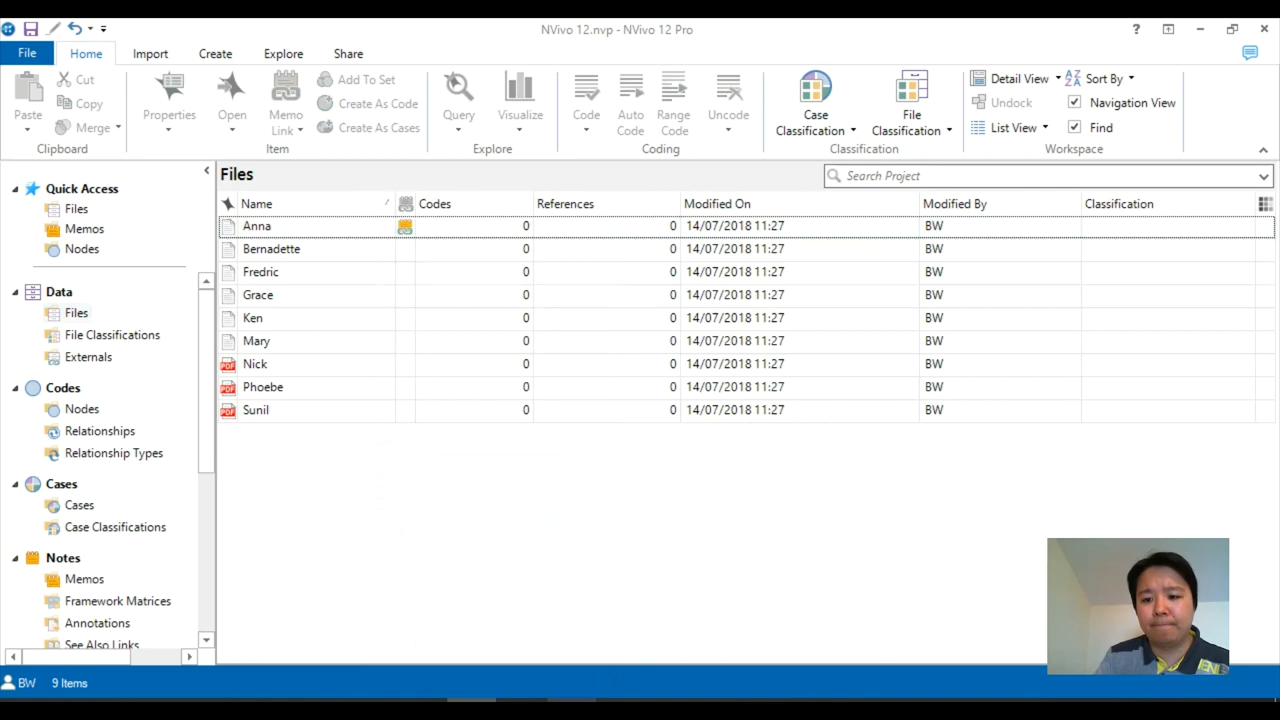 NVivo 12.nvp - NVivo 12 Pro
?
File Home Import Create Explore Share
Paste Cut Copy Merge
Clipboard
Properties Open Memo Link Add To Set Create As Code Create As Cases
Item
Query Visualize
Explore
Code Auto Code Range Code Uncode
Coding
Case Classification File Classification
Classification
Detail View Sort By
Undock Navigation View
List View Find
Workspace
Quick Access
Files
Memos
Nodes
Data
Files
File Classifications
Externals
Codes
Nodes
Relationships
Relationship Types
Cases
Cases
Case Classifications
Notes
Memos
Framework Matrices
Annotations
See Also Links
Files
Search Project
Name Codes References Modified On Modified By Classification
Anna 0 0 14/07/2018 11:27 BW
Bernadette 0 0 14/07/2018 11:27 BW
Fredric 0 0 14/07/2018 11:27 BW
Grace 0 0 14/07/2018 11:27 BW
Ken 0 0 14/07/2018 11:27 BW
Mary 0 0 14/07/2018 11:27 BW
PDF Nick 0 0 14/07/2018 11:27 BW
PDF Phoebe 0 0 14/07/2018 11:27 BW
PDF Sunil 0 0 14/07/2018 11:27 BW
BW 9 Items